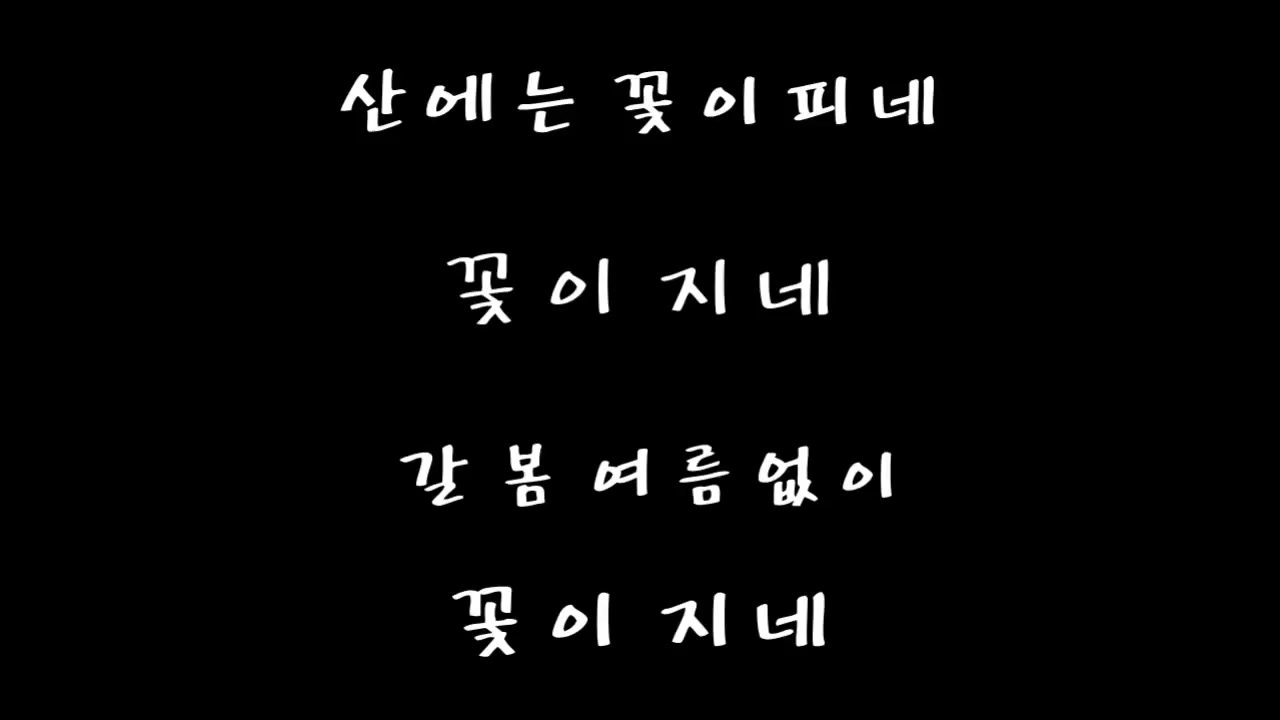 산에는 꽃이피네
꽃이 지네
갈 봄 여름없이
꽃이 지네